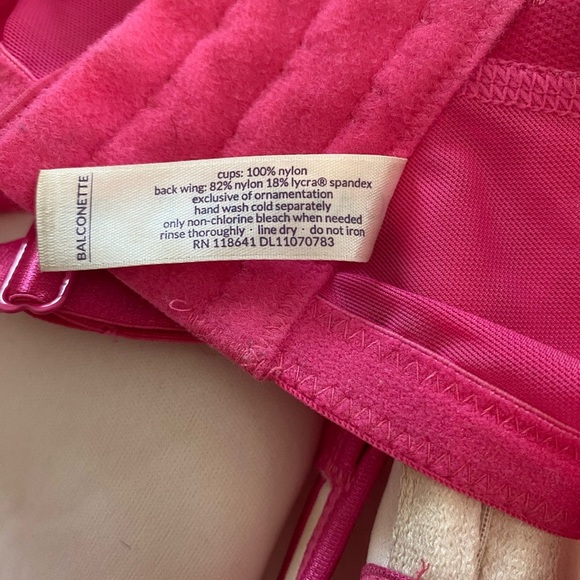 BALCONETTE
cups: 100% nylon
back wing: 82% nylon 18% lycra® spandex
exclusive of ornamentation
hand wash cold separately
only non-chlorine bleach when needed
rinse thoroughly · line dry · do not iron
RN 118641 DL11070783